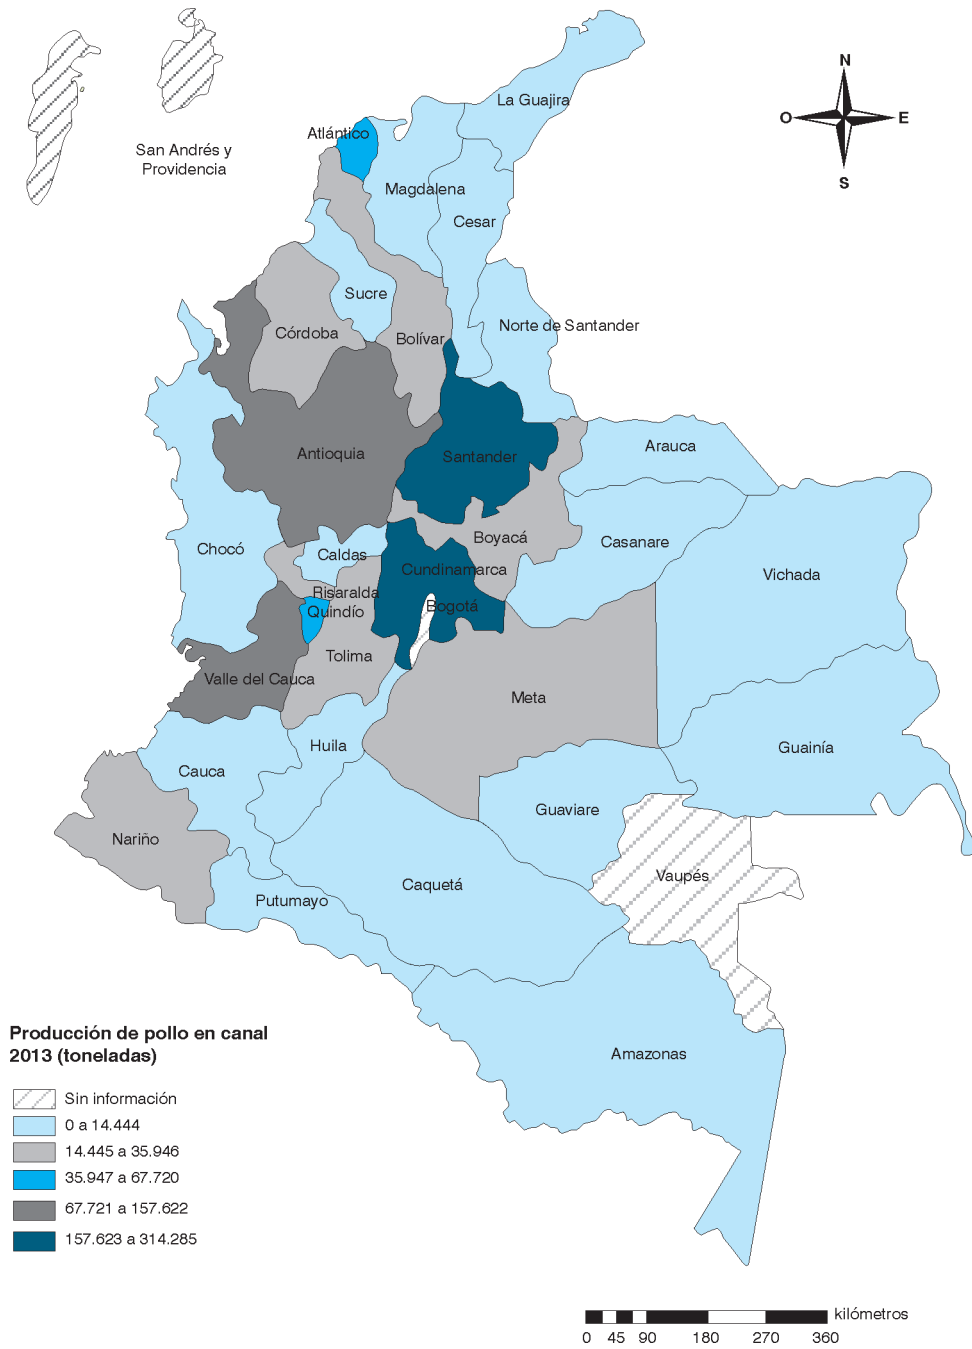 N
O
E
S
San Andrés y
Providencia
La Guajira
Atlántico
Magdalena
Cesar
Sucre
Norte de Santander
Córdoba
Bolívar
Antioquia
Santander
Arauca
Boyacá
Chocó
Caldas
Casanare
Cundinamarca
Vichada
Risaralda
Quindío
Bogotá
Tolima
Valle del Cauca
Meta
Huila
Guainía
Cauca
Guaviare
Nariño
Vaupés
Caquetá
Putumayo
Amazonas
Producción de pollo en canal
2013 (toneladas)
Sin información
0 a 14.444
14.445 a 35.946
35.947 a 67.720
67.721 a 157.622
157.623 a 314.285
kilómetros
0 45 90 180 270 360